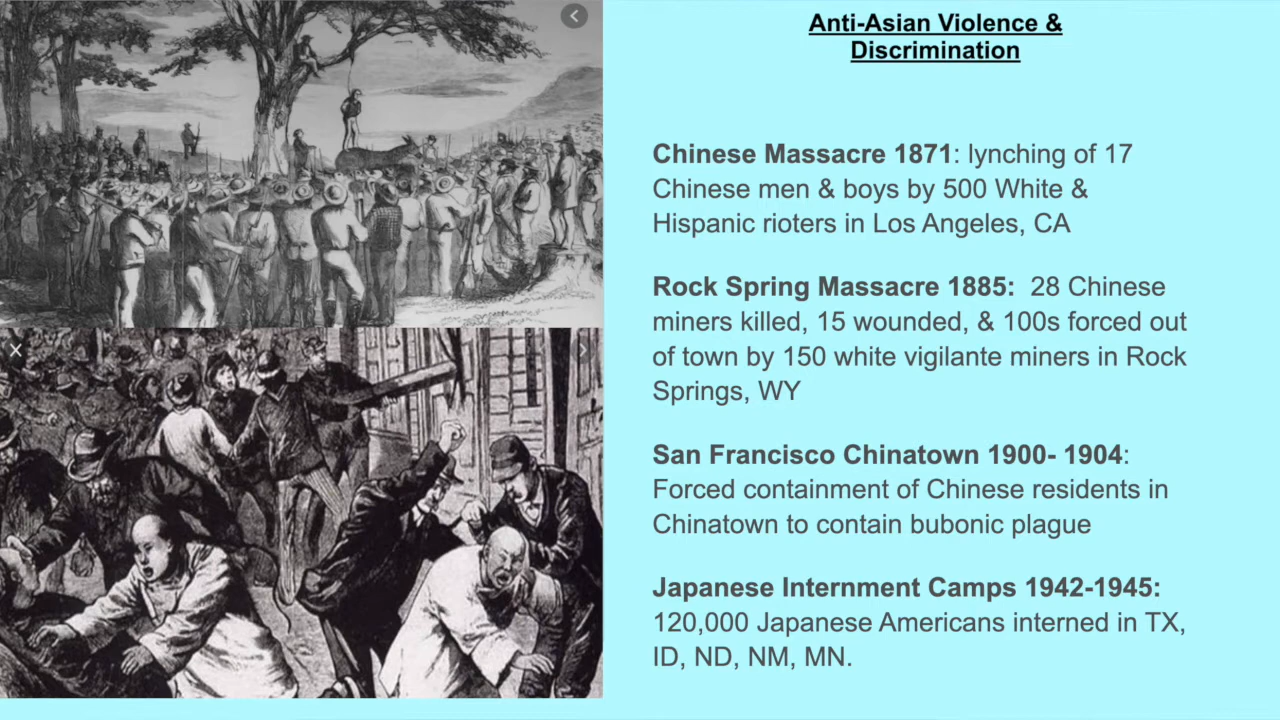 Anti-Asian Violence &
Discrimination
Chinese Massacre 1871: lynching of 17
Chinese men & boys by 500 White &
Hispanic rioters in Los Angeles, CA
Rock Spring Massacre 1885:  28 Chinese
miners killed, 15 wounded, & 100s forced out
of town by 150 white vigilante miners in Rock
Springs, WY
San Francisco Chinatown 1900- 1904:
Forced containment of Chinese residents in
Chinatown to contain bubonic plague
Japanese Internment Camps 1942-1945:
120,000 Japanese Americans interned in TX,
ID, ND, NM, MN.